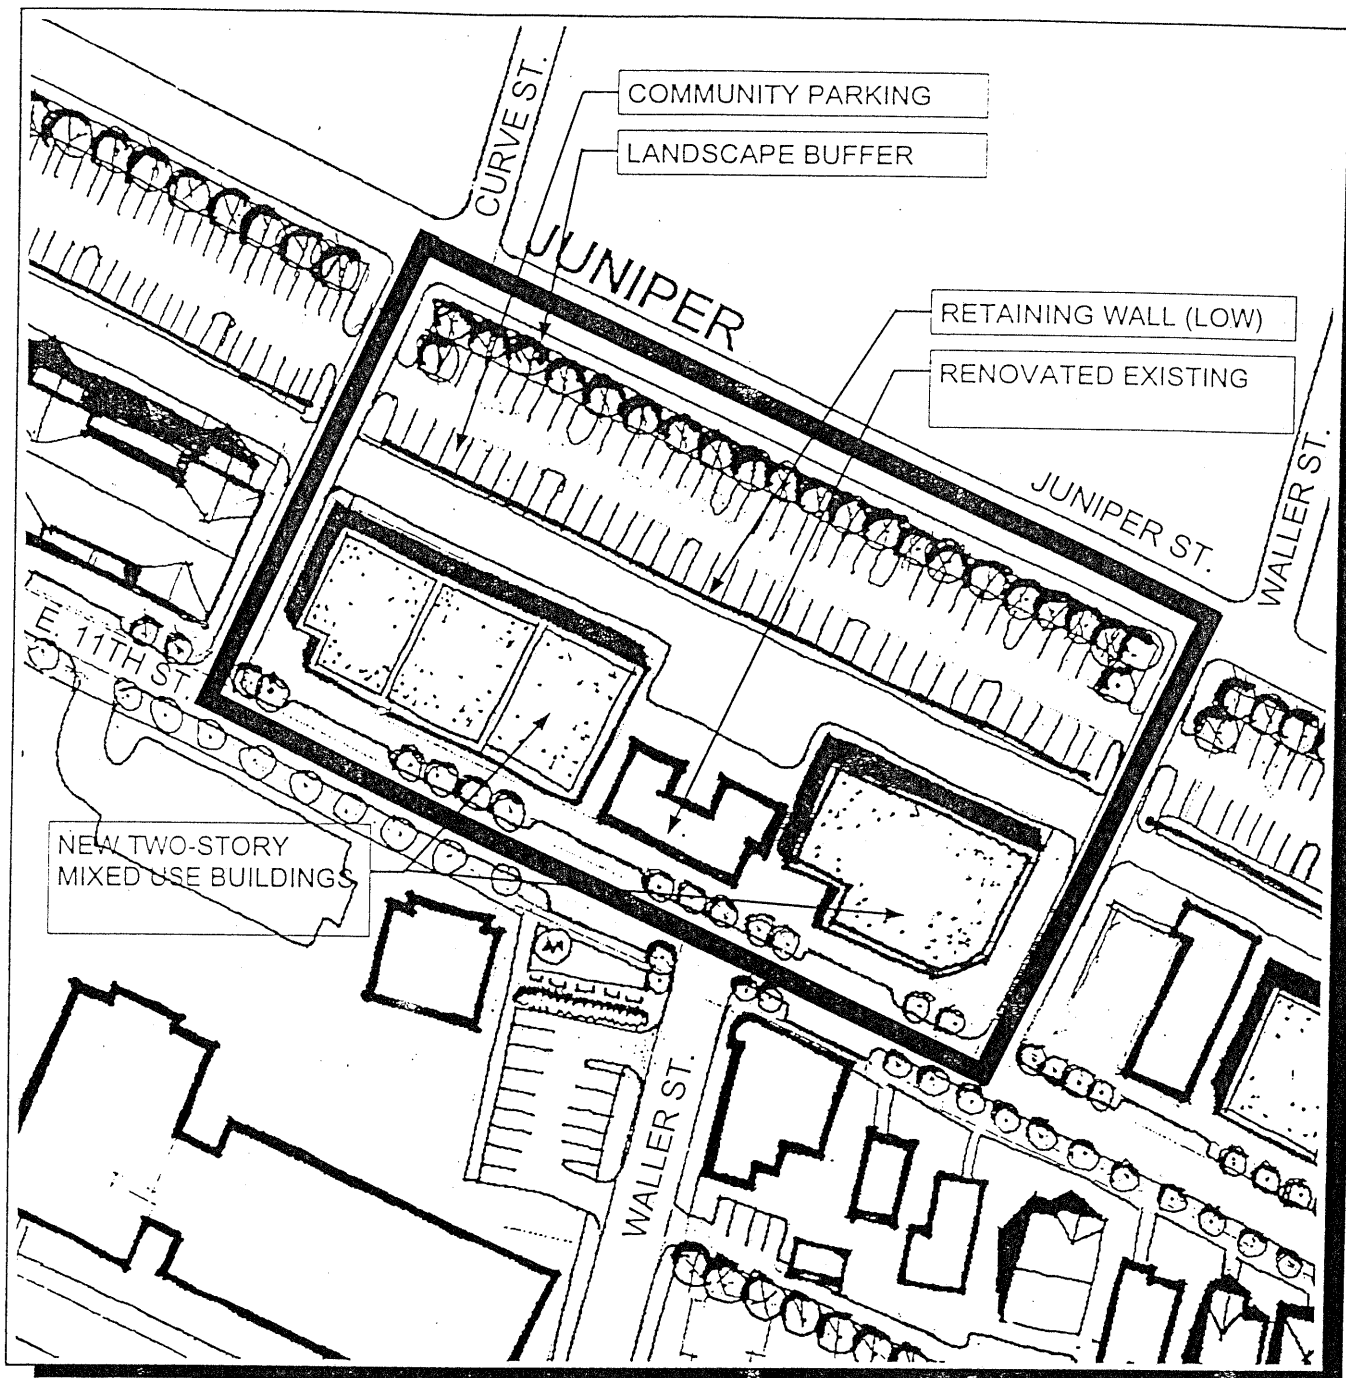 CURVE ST.
COMMUNITY PARKING
LANDSCAPE BUFFER
JUNIPER
RETAINING WALL (LOW)
RENOVATED EXISTING
JUNIPER ST.
WALLER ST.
E. 11TH ST
NEW TWO-STORY
MIXED USE BUILDINGS
WALLER ST.